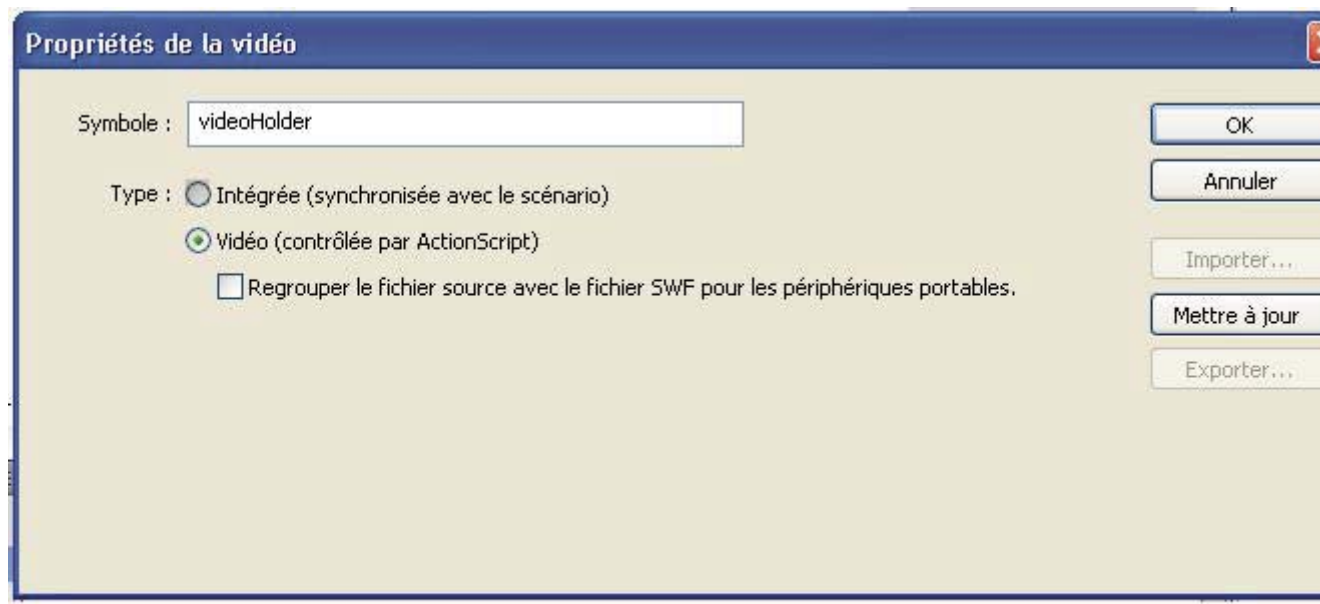 Propriétés de la vidéo
Symbole : videoHolder
OK
Type : Intégrée (synchronisée avec le scénario)
Annuler
Vidéo (contrôlée par ActionScript)
Importer...
Regrouper le fichier source avec le fichier SWF pour les périphériques portables.
Mettre à jour
Exporter...